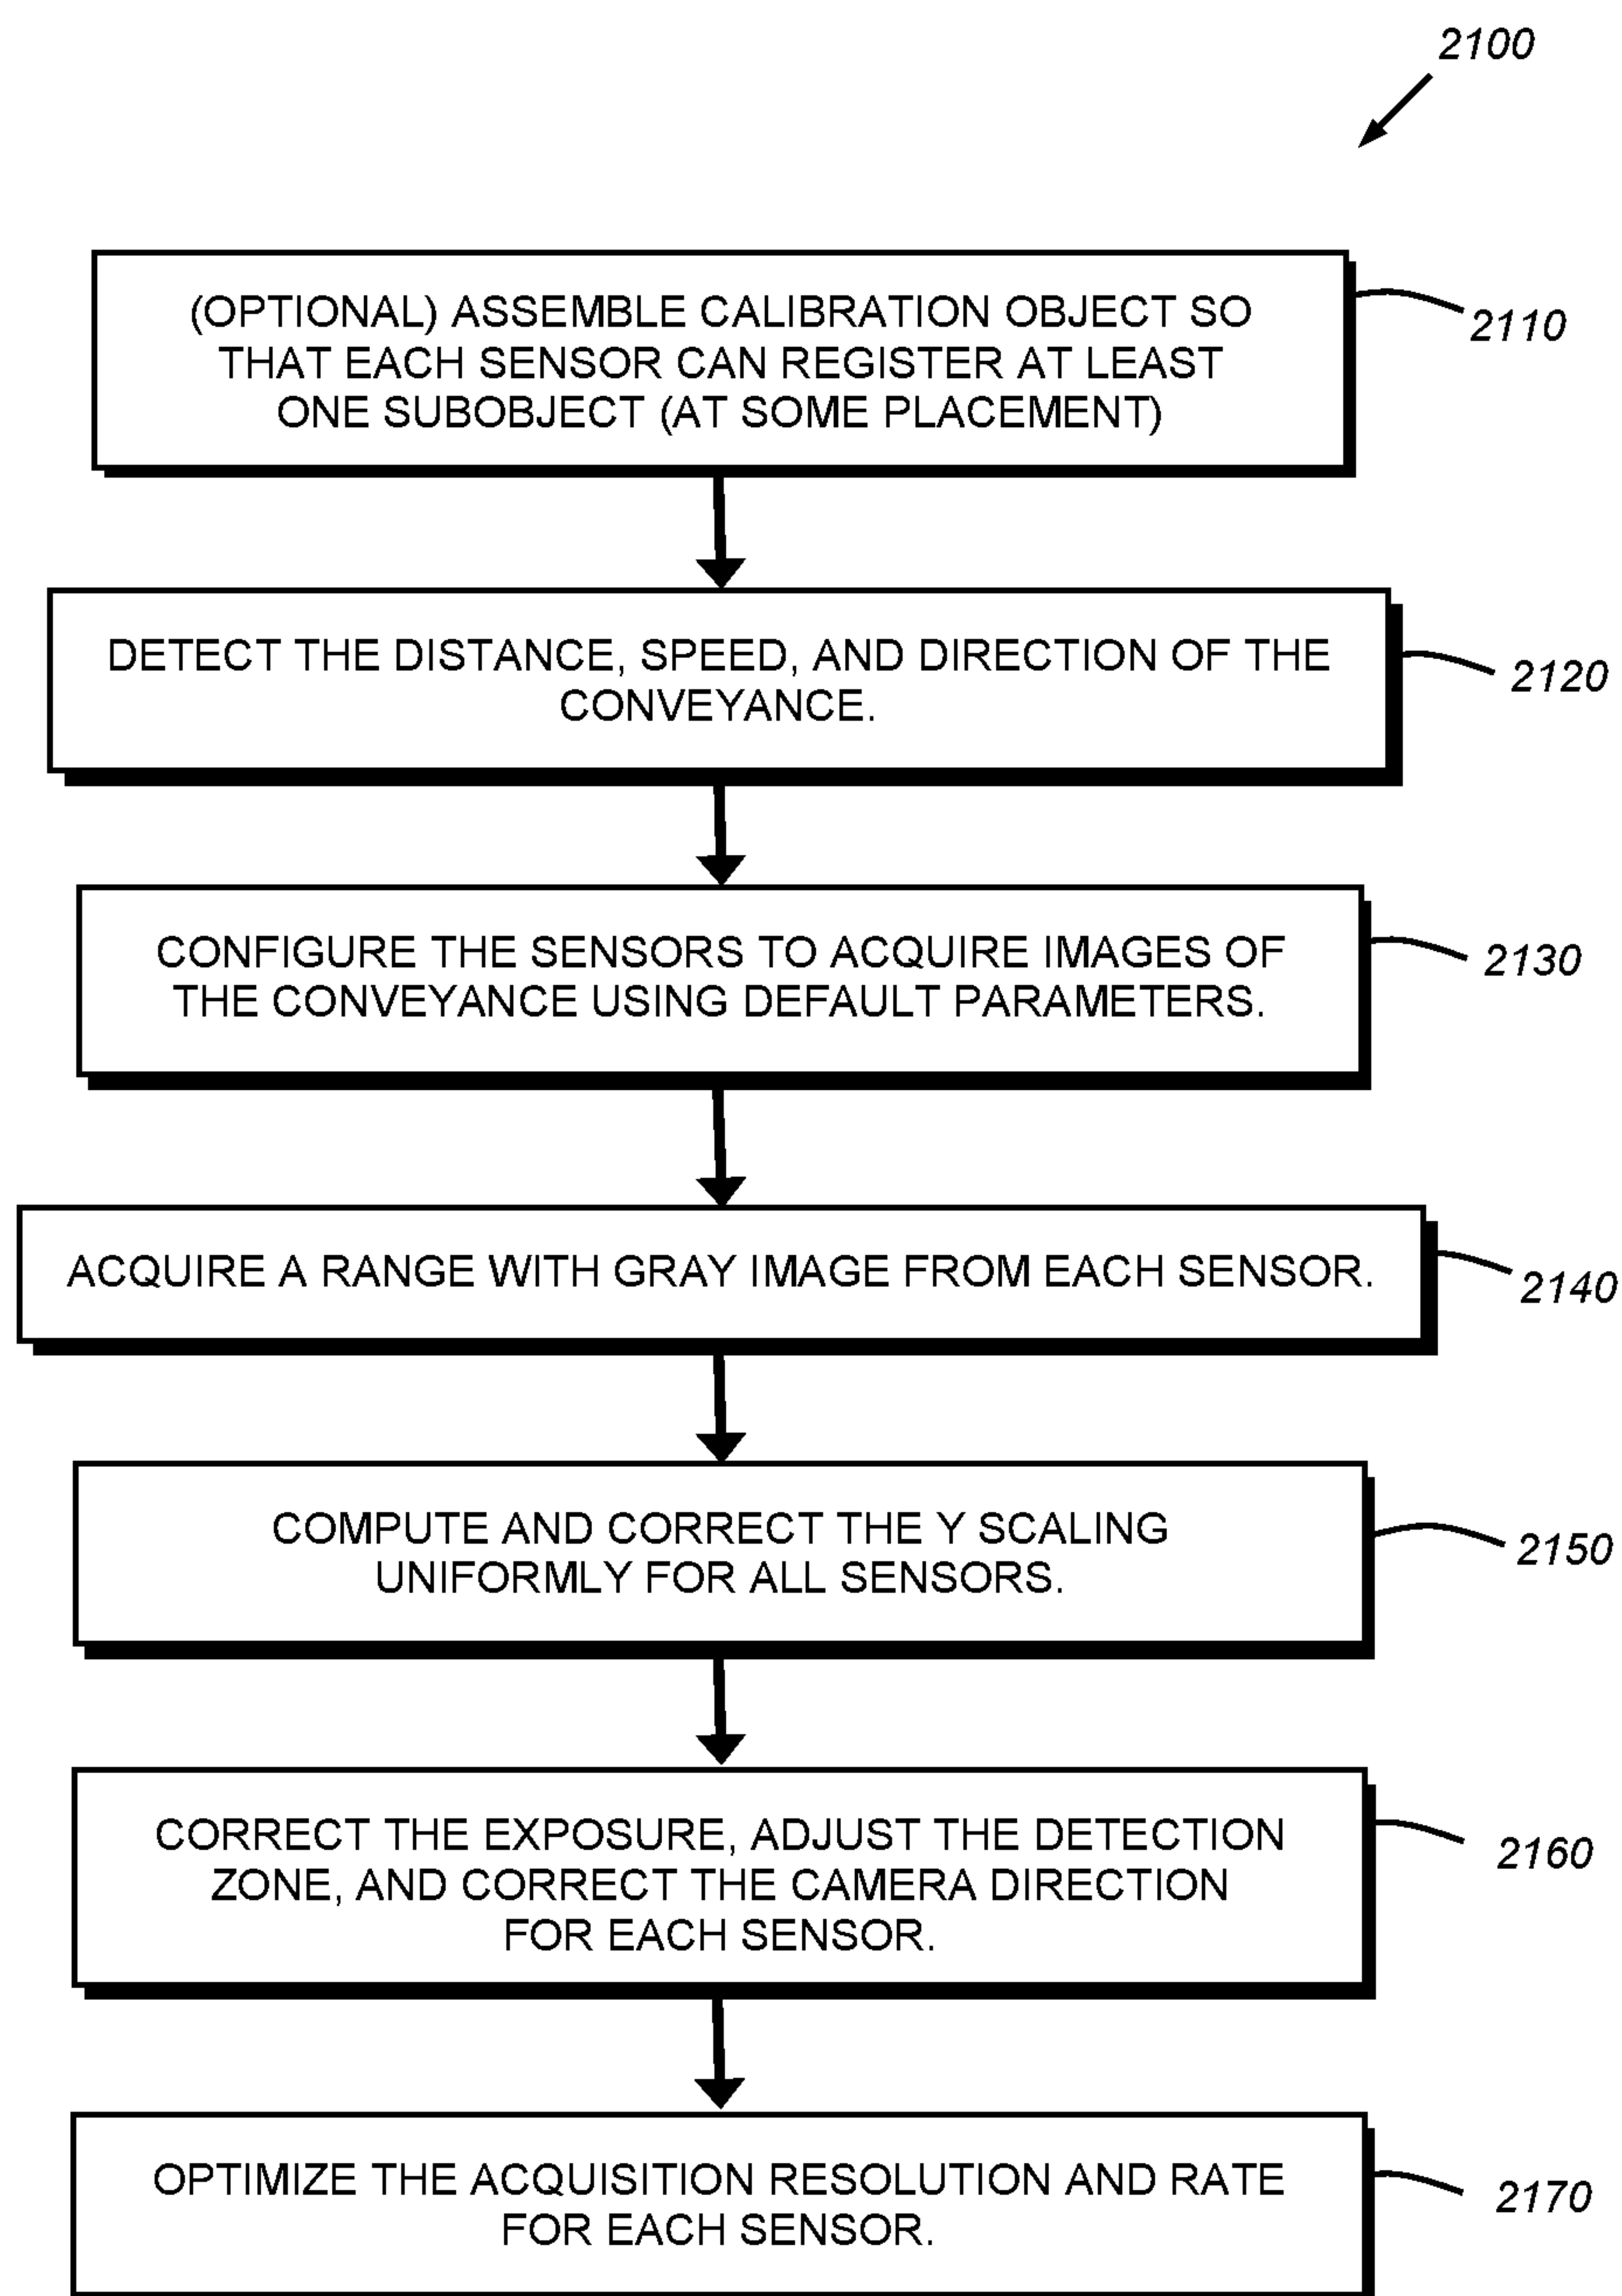 2100
(OPTIONAL) ASSEMBLE CALIBRATION OBJECT SO
THAT EACH SENSOR CAN REGISTER AT LEAST
ONE SUBOBJECT (AT SOME PLACEMENT)
2110
DETECT THE DISTANCE, SPEED, AND DIRECTION OF THE
CONVEYANCE.
2120
CONFIGURE THE SENSORS TO ACQUIRE IMAGES OF
THE CONVEYANCE USING DEFAULT PARAMETERS.
2130
ACQUIRE A RANGE WITH GRAY IMAGE FROM EACH SENSOR.
2140
COMPUTE AND CORRECT THE Y SCALING
UNIFORMLY FOR ALL SENSORS.
2150
CORRECT THE EXPOSURE, ADJUST THE DETECTION
ZONE, AND CORRECT THE CAMERA DIRECTION
FOR EACH SENSOR.
2160
OPTIMIZE THE ACQUISITION RESOLUTION AND RATE
FOR EACH SENSOR.
2170